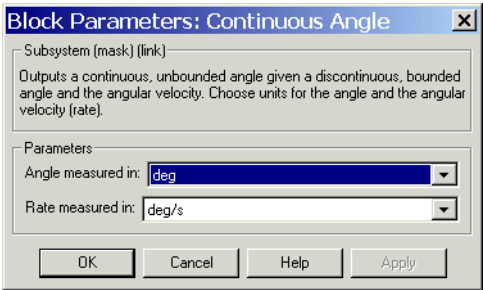 Block Parameters: Continuous Angle
Subsystem (mask) (link)
Outputs a continuous, unbounded angle given a discontinuous, bounded
angle and the angular velocity. Choose units for the angle and the angular
velocity (rate).
Parameters
Angle measured in: deg
Rate measured in: deg/s
OK Cancel Help Apply